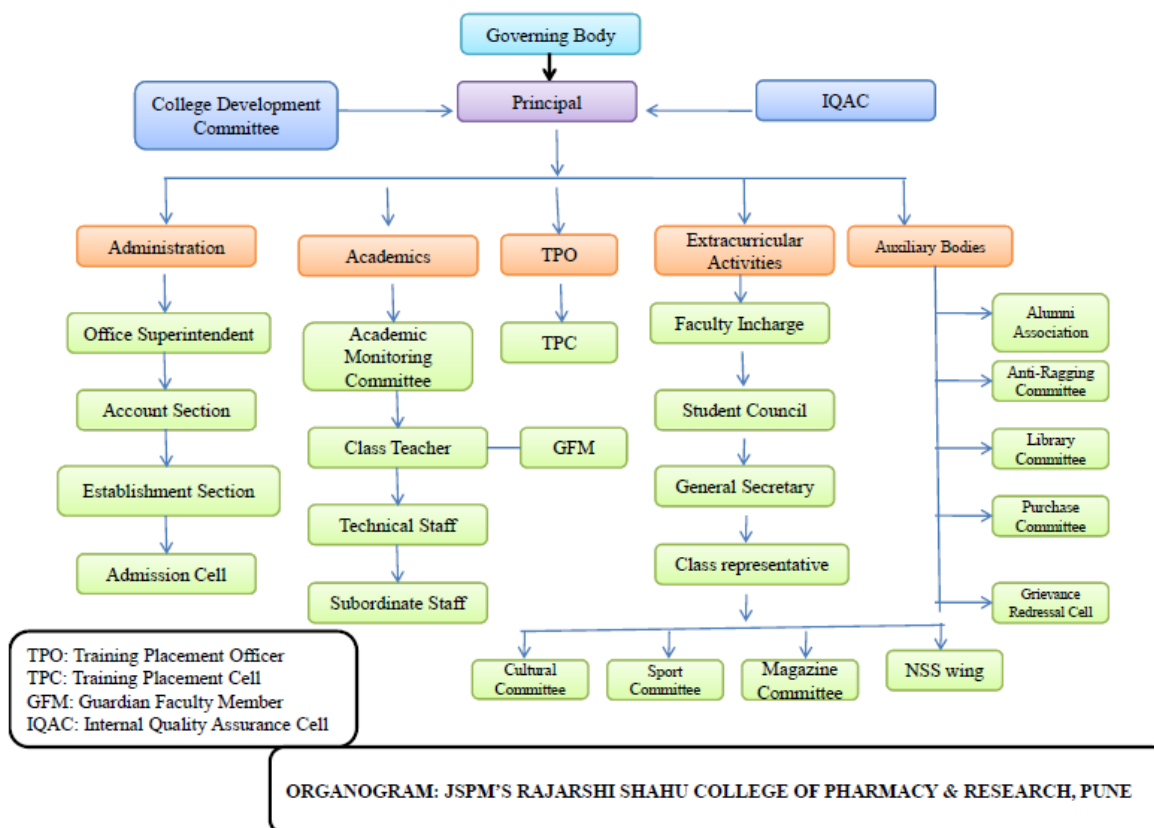 Governing Body
College Development
Committee
Principal
IQAC
Administration
Academics
TPO
Extracurricular
Activities
Auxiliary Bodies
Office Superintendent
Academic
Monitoring
Committee
TPC
Faculty Incharge
Alumni
Association
Anti-Ragging
Committee
Account Section
Class Teacher
GFM
Student Council
Library
Committee
Establishment Section
Technical Staff
General Secretary
Purchase
Committee
Admission Cell
Subordinate Staff
Class representative
Grievance
Redressal Cell
Cultural
Committee
Sport
Committee
Magazine
Committee
NSS wing
TPO: Training Placement Officer
TPC: Training Placement Cell
GFM: Guardian Faculty Member
IQAC: Internal Quality Assurance Cell
ORGANOGRAM: JSPM'S RAJARSHI SHAHU COLLEGE OF PHARMACY & RESEARCH, PUNE